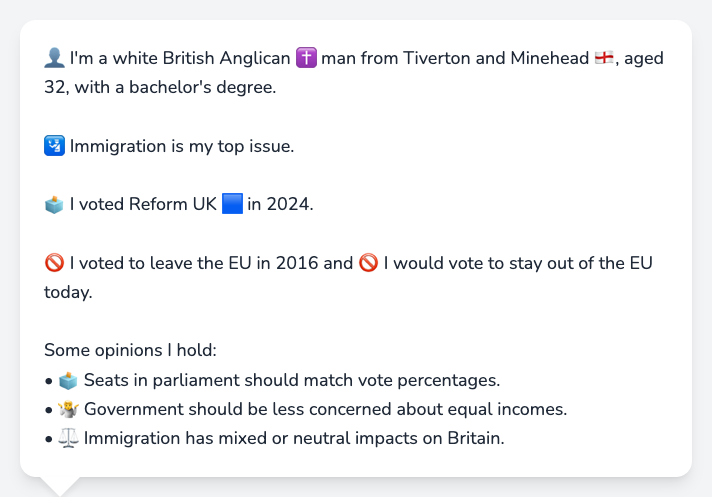 👤 I'm a white British Anglican ✝️ man from Tiverton and Minehead 🏴󠁧󠁢󠁥󠁮󠁧󠁿, aged
32, with a bachelor's degree.
🛂 Immigration is my top issue.
🗳️ I voted Reform UK 🟦 in 2024.
🚫 I voted to leave the EU in 2016 and 🚫 I would vote to stay out of the EU
today.
Some opinions I hold:
• 🗳️ Seats in parliament should match vote percentages.
• 🤷 Government should be less concerned about equal incomes.
• ⚖️ Immigration has mixed or neutral impacts on Britain.